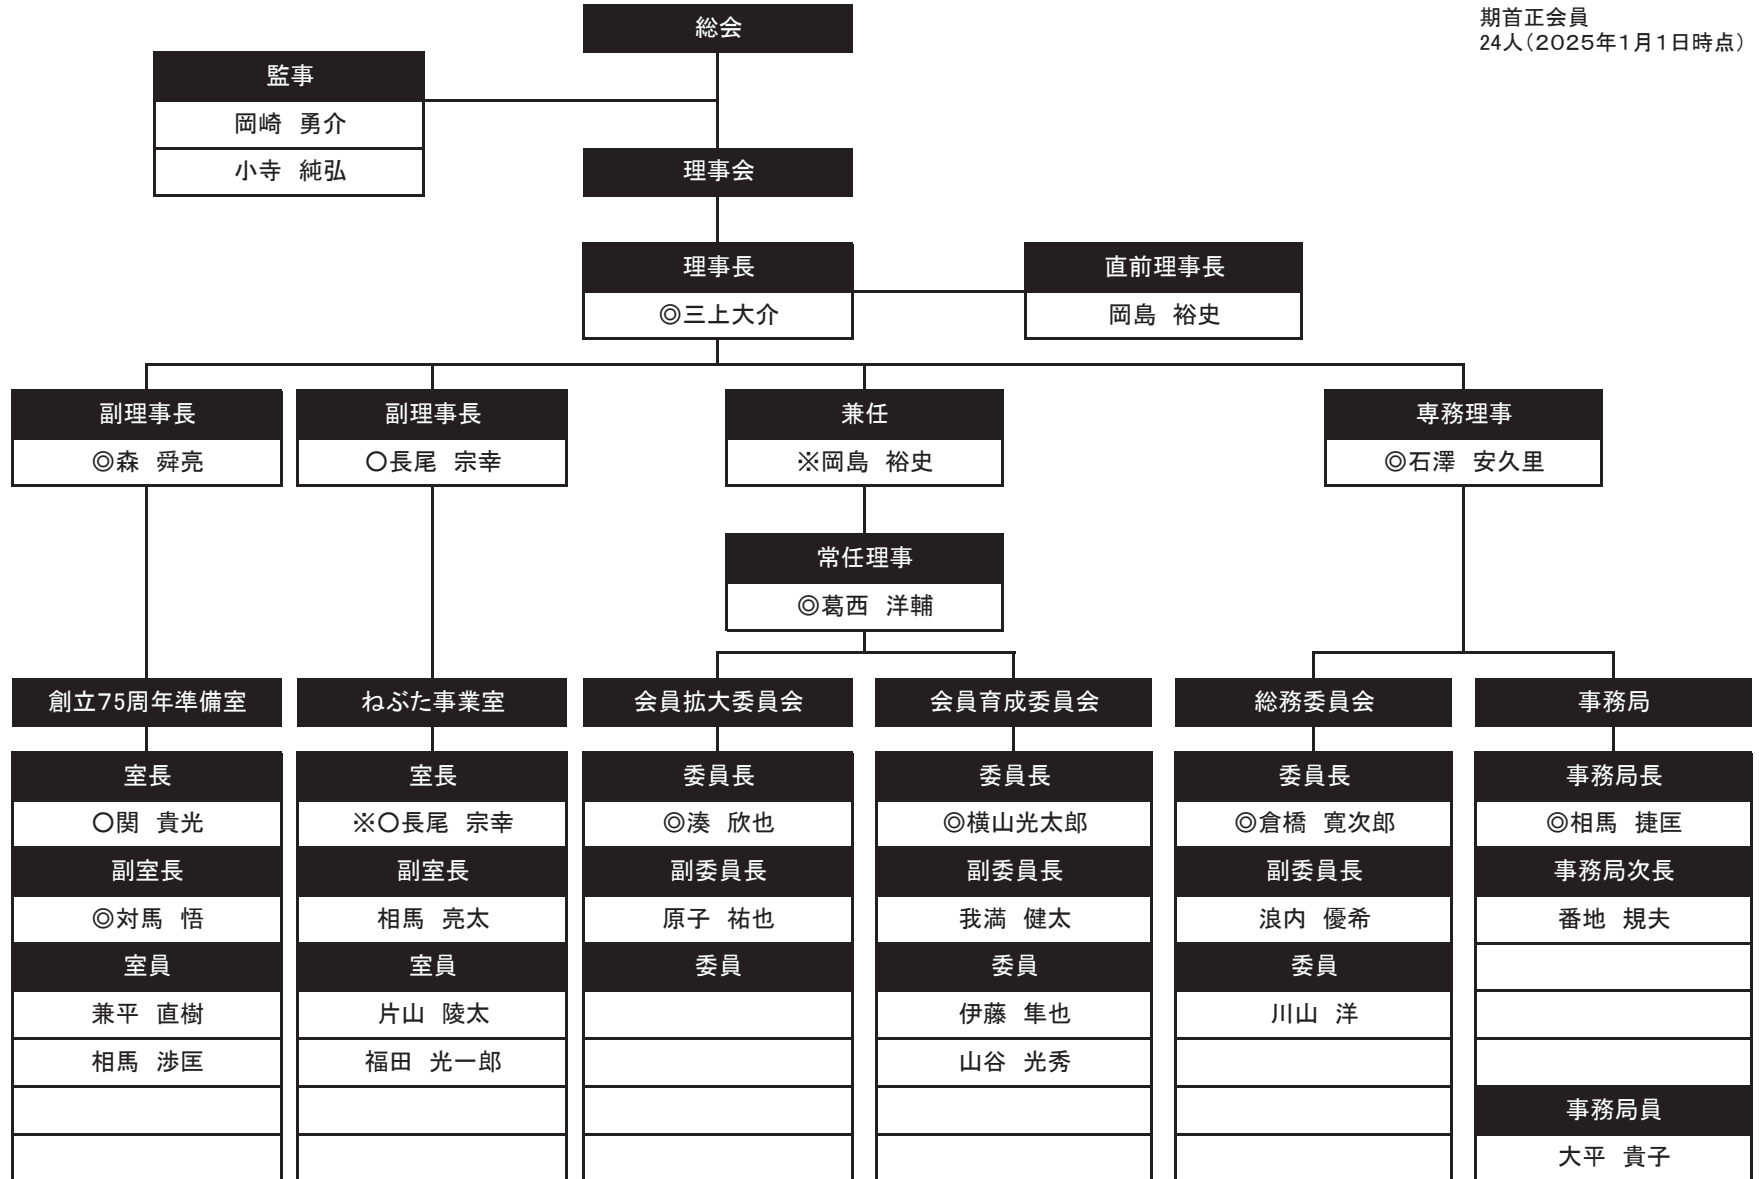 総会
期首正会員
24人（2025年1月1日時点）
監事
岡崎 勇介
小寺 純弘
理事会
理事長
◎三上大介
直前理事長
岡島 裕史
副理事長
◎森 舜亮
副理事長
〇長尾 宗幸
兼任
※岡島 裕史
専務理事
◎石澤 安久里
常任理事
◎葛西 洋輔
創立75周年準備室
室長
〇関 貴光
副室長
◎対馬 悟
室員
兼平 直樹
相馬 渉匡
ねぶた事業室
室長
※〇長尾 宗幸
副室長
相馬 亮太
室員
片山 陵太
福田 光一郎
会員拡大委員会
委員長
◎湊 欣也
副委員長
原子 祐也
委員
会員育成委員会
委員長
◎横山光太郎
副委員長
我満 健太
委員
伊藤 隼也
山谷 光秀
総務委員会
委員長
◎倉橋 寛次郎
副委員長
浪内 優希
委員
川山 洋
事務局
事務局長
◎相馬 捷匡
事務局次長
番地 規夫
事務局員
大平 貴子